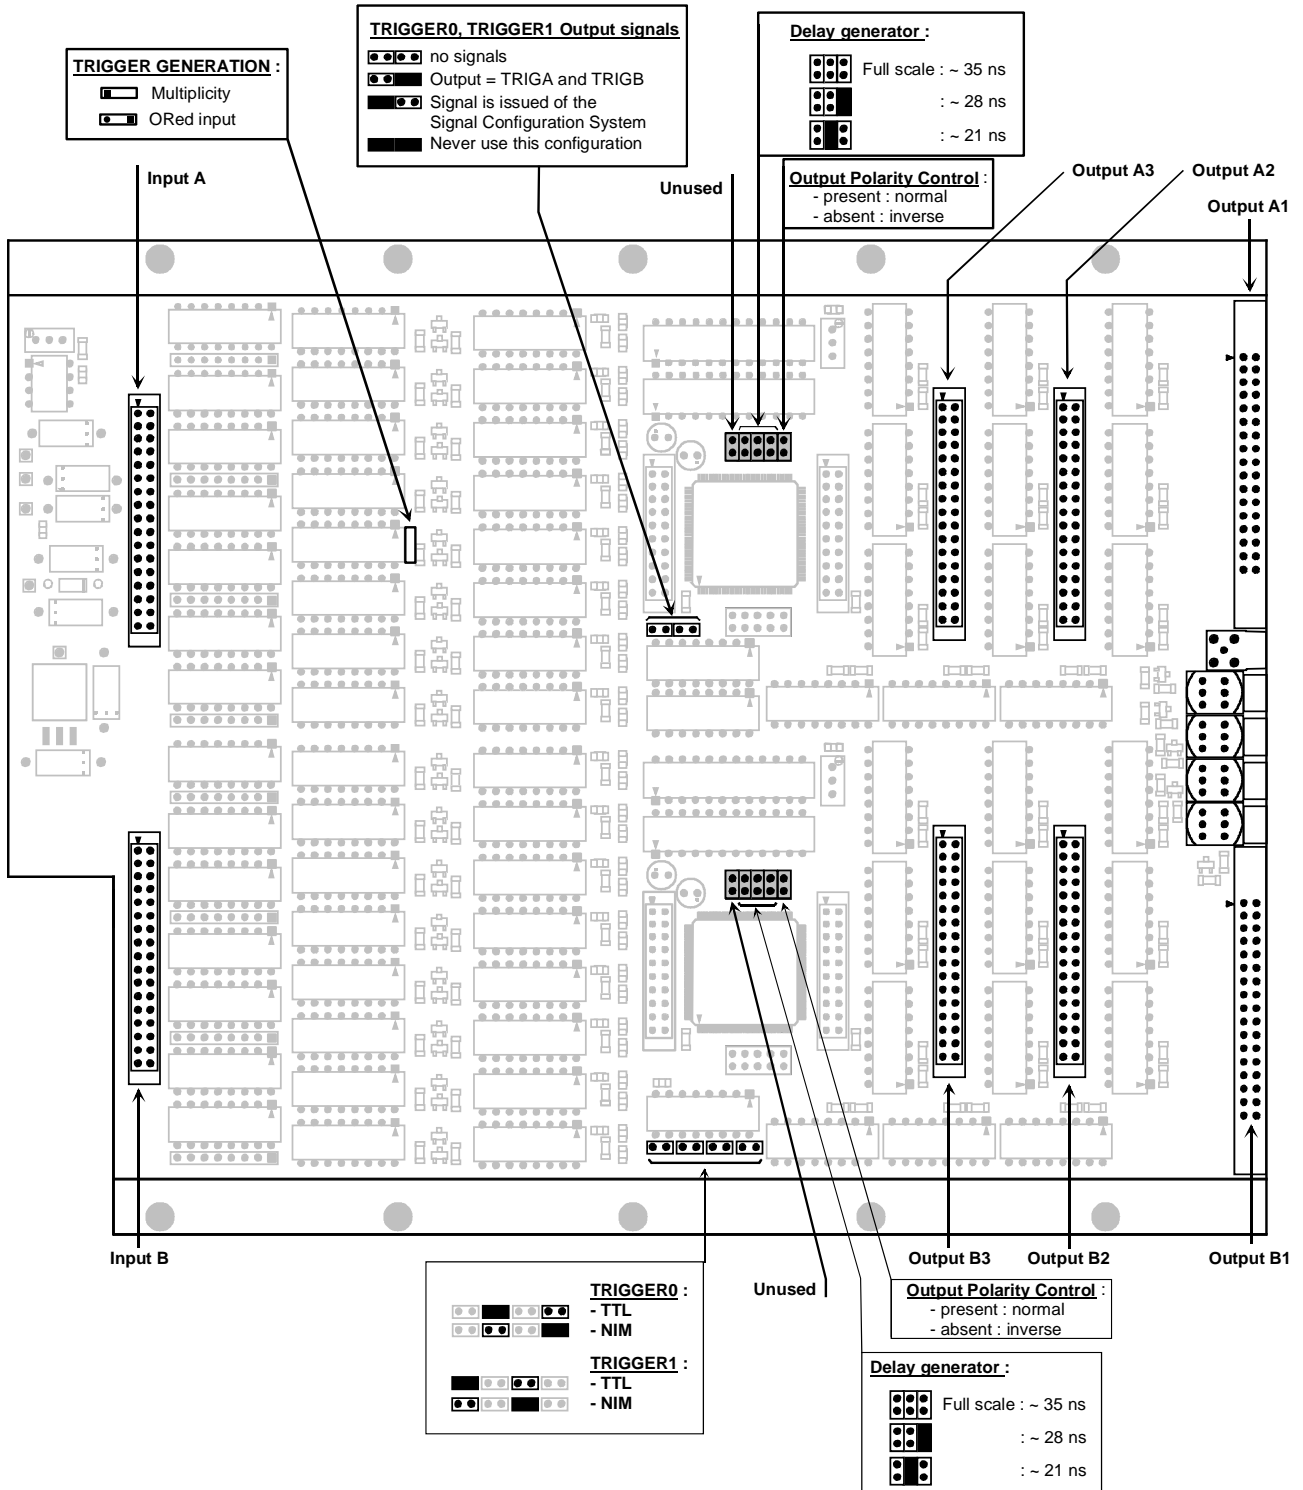 TRIGGER0, TRIGGER1 Output signals
no signals
Output = TRIGA and TRIGB
Signal is issued of the
Signal Configuration System
Never use this configuration
Delay generator :
Full scale : ~ 35 ns
: ~ 28 ns
: ~ 21 ns
TRIGGER GENERATION :
Multiplicity
ORed input
Input A
Unused
Output Polarity Control :
- present : normal
- absent : inverse
Output A3
Output A2
Output A1
Input B
Unused
Output B3
Output B2
Output B1
TRIGGER0 :
- TTL
- NIM
TRIGGER1 :
- TTL
- NIM
Output Polarity Control :
- present : normal
- absent : inverse
Delay generator :
Full scale : ~ 35 ns
: ~ 28 ns
: ~ 21 ns